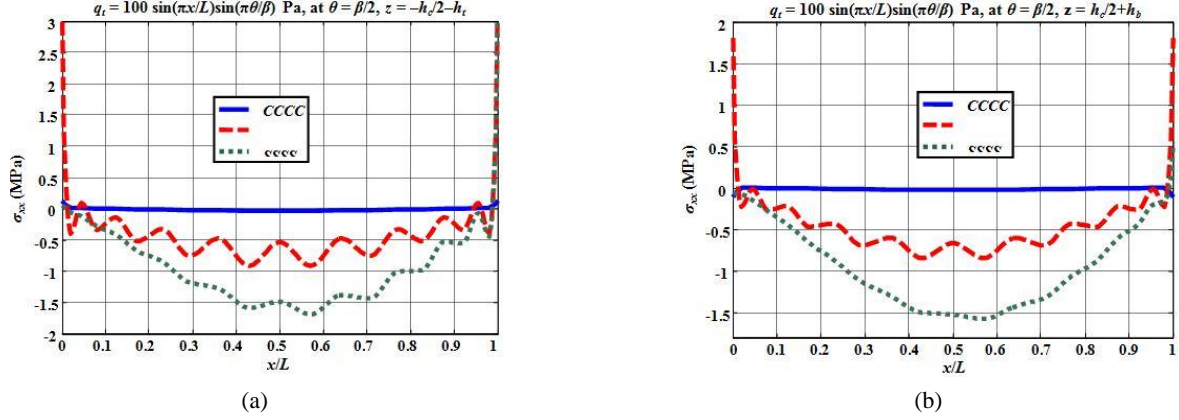 q_t = 100 sin(πx/L)sin(πθ/β) Pa, at θ = β/2, z = –h_c/2–h_t
3
2.5
2
1.5
1
0.5
0
-0.5
-1
-1.5
-2
σ_xx (MPa)
CCCC
0 0.1 0.2 0.3 0.4 0.5 0.6 0.7 0.8 0.9 1
x/L
(a)
q_t = 100 sin(πx/L)sin(πθ/β) Pa, at θ = β/2, z = h_c/2+h_b
2
1.5
1
0.5
0
-0.5
-1
-1.5
σ_xx (MPa)
CCCC
0 0.1 0.2 0.3 0.4 0.5 0.6 0.7 0.8 0.9 1
x/L
(b)